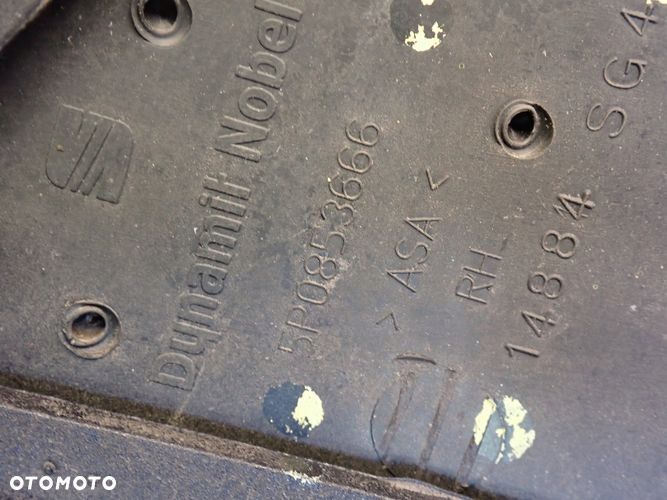 Dynamit Nobel
5P0853666
> ASA <
RH
14884
SG4
OTOMOTO